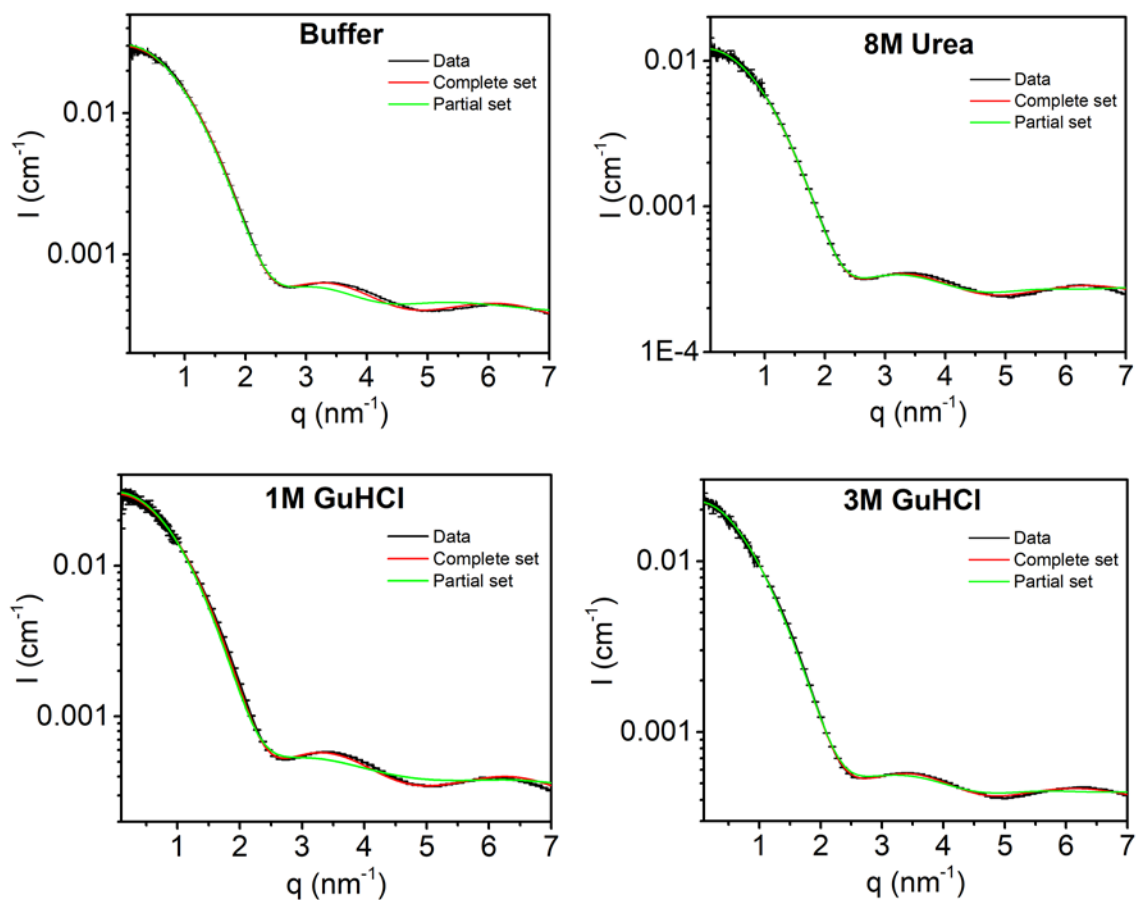 Buffer
Data
Complete set
Partial set
0.01
0.001
I (cm⁻¹)
1 2 3 4 5 6 7
q (nm⁻¹)
8M Urea
Data
Complete set
Partial set
0.01
0.001
1E-4
I (cm⁻¹)
1 2 3 4 5 6 7
q (nm⁻¹)
1M GuHCl
Data
Complete set
Partial set
0.01
0.001
I (cm⁻¹)
1 2 3 4 5 6 7
q (nm⁻¹)
3M GuHCl
Data
Complete set
Partial set
0.01
0.001
I (cm⁻¹)
1 2 3 4 5 6 7
q (nm⁻¹)